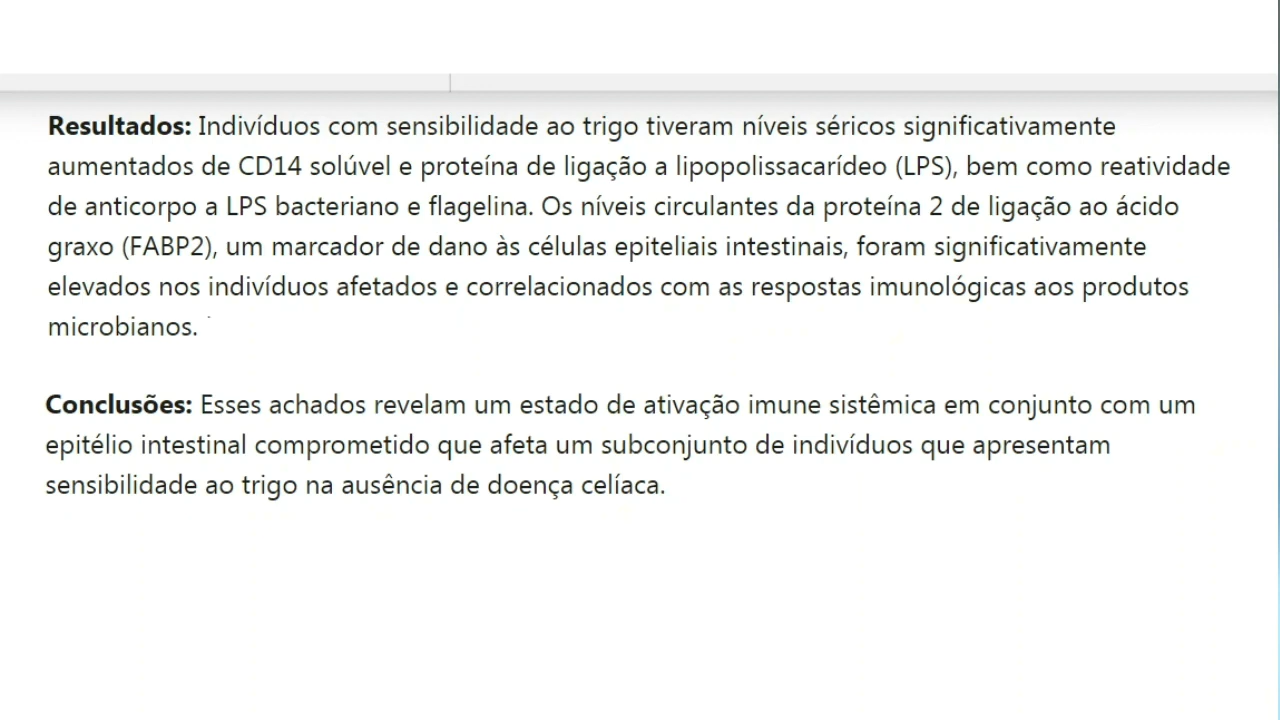 Resultados: Indivíduos com sensibilidade ao trigo tiveram níveis séricos significativamente
aumentados de CD14 solúvel e proteína de ligação a lipopolissacarídeo (LPS), bem como reatividade
de anticorpo a LPS bacteriano e flagelina. Os níveis circulantes da proteína 2 de ligação ao ácido
graxo (FABP2), um marcador de dano às células epiteliais intestinais, foram significativamente
elevados nos indivíduos afetados e correlacionados com as respostas imunológicas aos produtos
microbianos.
Conclusões: Esses achados revelam um estado de ativação imune sistêmica em conjunto com um
epitélio intestinal comprometido que afeta um subconjunto de indivíduos que apresentam
sensibilidade ao trigo na ausência de doença celíaca.